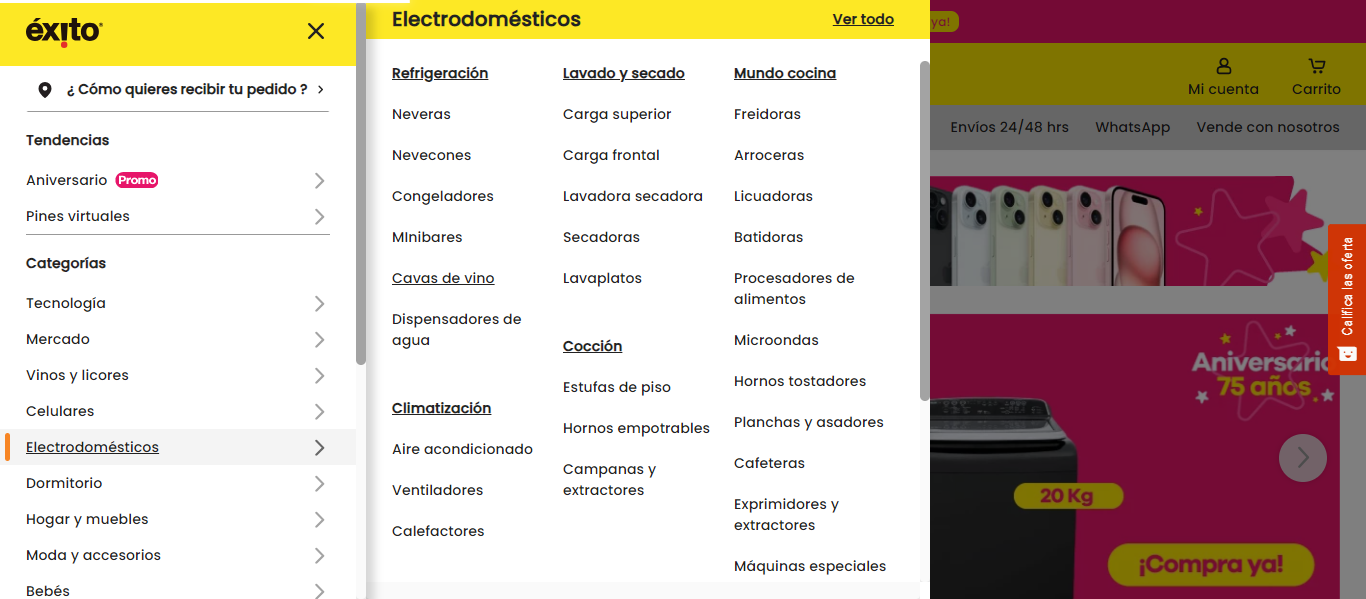 éxito
¿ Cómo quieres recibir tu pedido ?
Tendencias
Aniversario Promo
Pines virtuales
Categorías
Tecnología
Mercado
Vinos y licores
Celulares
Electrodomésticos
Dormitorio
Hogar y muebles
Moda y accesorios
Bebés
Electrodomésticos
Ver todo
Refrigeración
Neveras
Nevecones
Congeladores
MInibares
Cavas de vino
Dispensadores de
agua
Climatización
Aire acondicionado
Ventiladores
Calefactores
Lavado y secado
Carga superior
Carga frontal
Lavadora secadora
Secadoras
Lavaplatos
Cocción
Estufas de piso
Hornos empotrables
Campanas y
extractores
Mundo cocina
Freidoras
Arroceras
Licuadoras
Batidoras
Procesadores de
alimentos
Microondas
Hornos tostadores
Planchas y asadores
Cafeteras
Exprimidores y
extractores
Máquinas especiales
ya!
Mi cuenta
Carrito
Envíos 24/48 hrs
WhatsApp
Vende con nosotros
Califica las oferta
Aniversario
75 años
20 Kg
¡Compra ya!